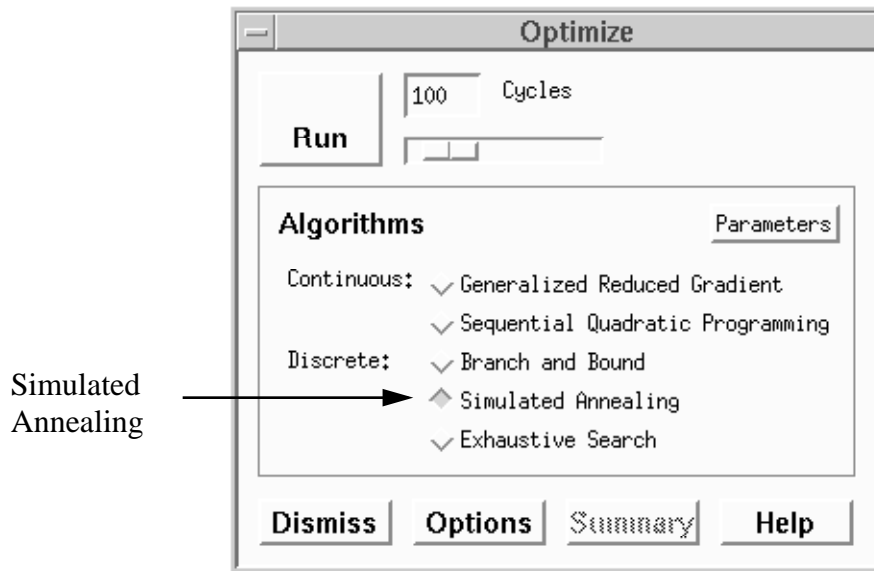 Optimize
100 Cycles
Run
Algorithms Parameters
Continuous: Generalized Reduced Gradient
Sequential Quadratic Programming
Discrete: Branch and Bound
Simulated Annealing
Exhaustive Search
Simulated
Annealing
Dismiss Options Summary Help